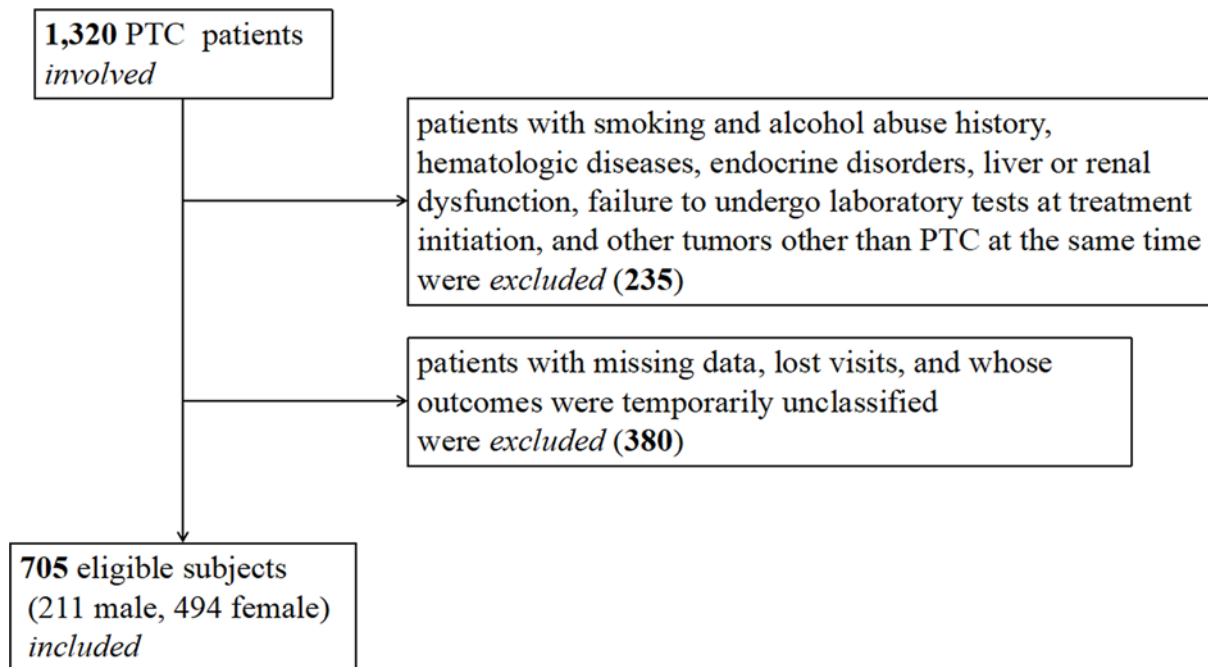 1,320 PTC patients
involved
patients with smoking and alcohol abuse history,
hematologic diseases, endocrine disorders, liver or renal
dysfunction, failure to undergo laboratory tests at treatment
initiation, and other tumors other than PTC at the same time
were excluded (235)
patients with missing data, lost visits, and whose
outcomes were temporarily unclassified
were excluded (380)
705 eligible subjects
(211 male, 494 female)
included